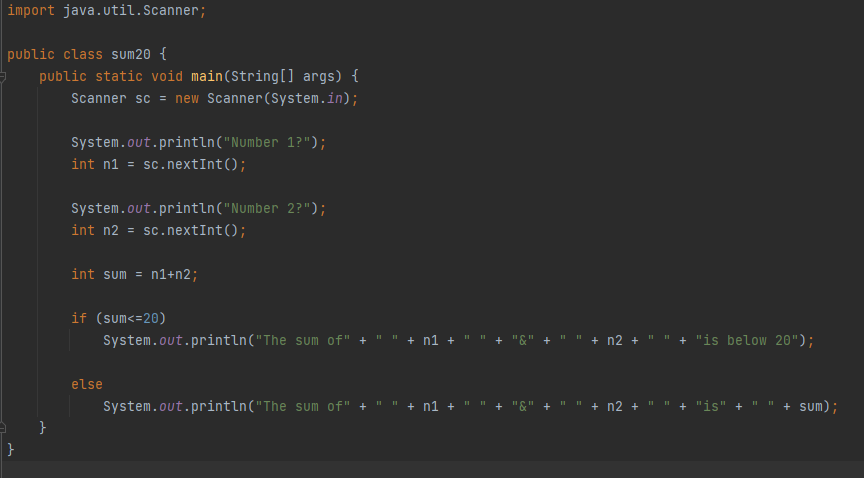 import java.util.Scanner;
public class sum20 {
public static void main(String[] args) {
Scanner sc = new Scanner(System.in);
System.out.println("Number 1?");
int n1 = sc.nextInt();
System.out.println("Number 2?");
int n2 = sc.nextInt();
int sum = n1+n2;
if (sum<=20)
System.out.println("The sum of" + " " + n1 + " " + "&" + " " + n2 + " " + "is below 20");
else
System.out.println("The sum of" + " " + n1 + " " + "&" + " " + n2 + " " + "is" + " " + sum);
}
}